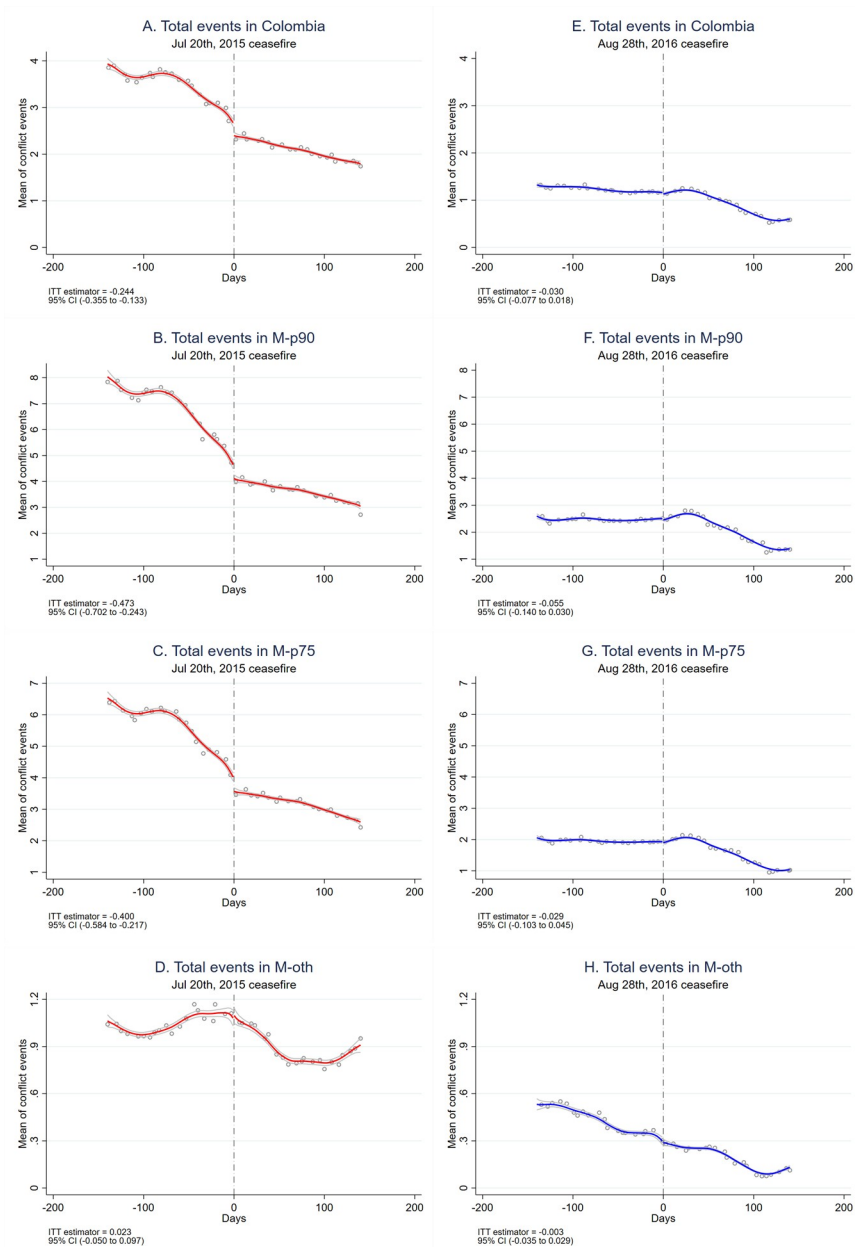 A. Total events in Colombia
Jul 20th, 2015 ceasefire
Mean of conflict events
4
3
2
1
0
-200 -100 0 100 200
Days
ITT estimator = -0.244
95% CI (-0.355 to -0.133)
E. Total events in Colombia
Aug 28th, 2016 ceasefire
Mean of conflict events
4
3
2
1
0
-200 -100 0 100 200
Days
ITT estimator = -0.030
95% CI (-0.077 to 0.018)
B. Total events in M-p90
Jul 20th, 2015 ceasefire
Mean of conflict events
8
7
6
5
4
3
2
1
-200 -100 0 100 200
Days
ITT estimator = -0.473
95% CI (-0.702 to -0.243)
F. Total events in M-p90
Aug 28th, 2016 ceasefire
Mean of conflict events
8
7
6
5
4
3
2
1
-200 -100 0 100 200
Days
ITT estimator = -0.055
95% CI (-0.140 to 0.030)
C. Total events in M-p75
Jul 20th, 2015 ceasefire
Mean of conflict events
7
6
5
4
3
2
1
-200 -100 0 100 200
Days
ITT estimator = -0.400
95% CI (-0.584 to -0.217)
G. Total events in M-p75
Aug 28th, 2016 ceasefire
Mean of conflict events
7
6
5
4
3
2
1
-200 -100 0 100 200
Days
ITT estimator = -0.029
95% CI (-0.103 to 0.045)
D. Total events in M-oth
Jul 20th, 2015 ceasefire
Mean of conflict events
1.2
.9
.6
.3
0
-200 -100 0 100 200
Days
ITT estimator = 0.023
95% CI (-0.050 to 0.097)
H. Total events in M-oth
Aug 28th, 2016 ceasefire
Mean of conflict events
1.2
.9
.6
.3
0
-200 -100 0 100 200
Days
ITT estimator = -0.003
95% CI (-0.035 to 0.029)